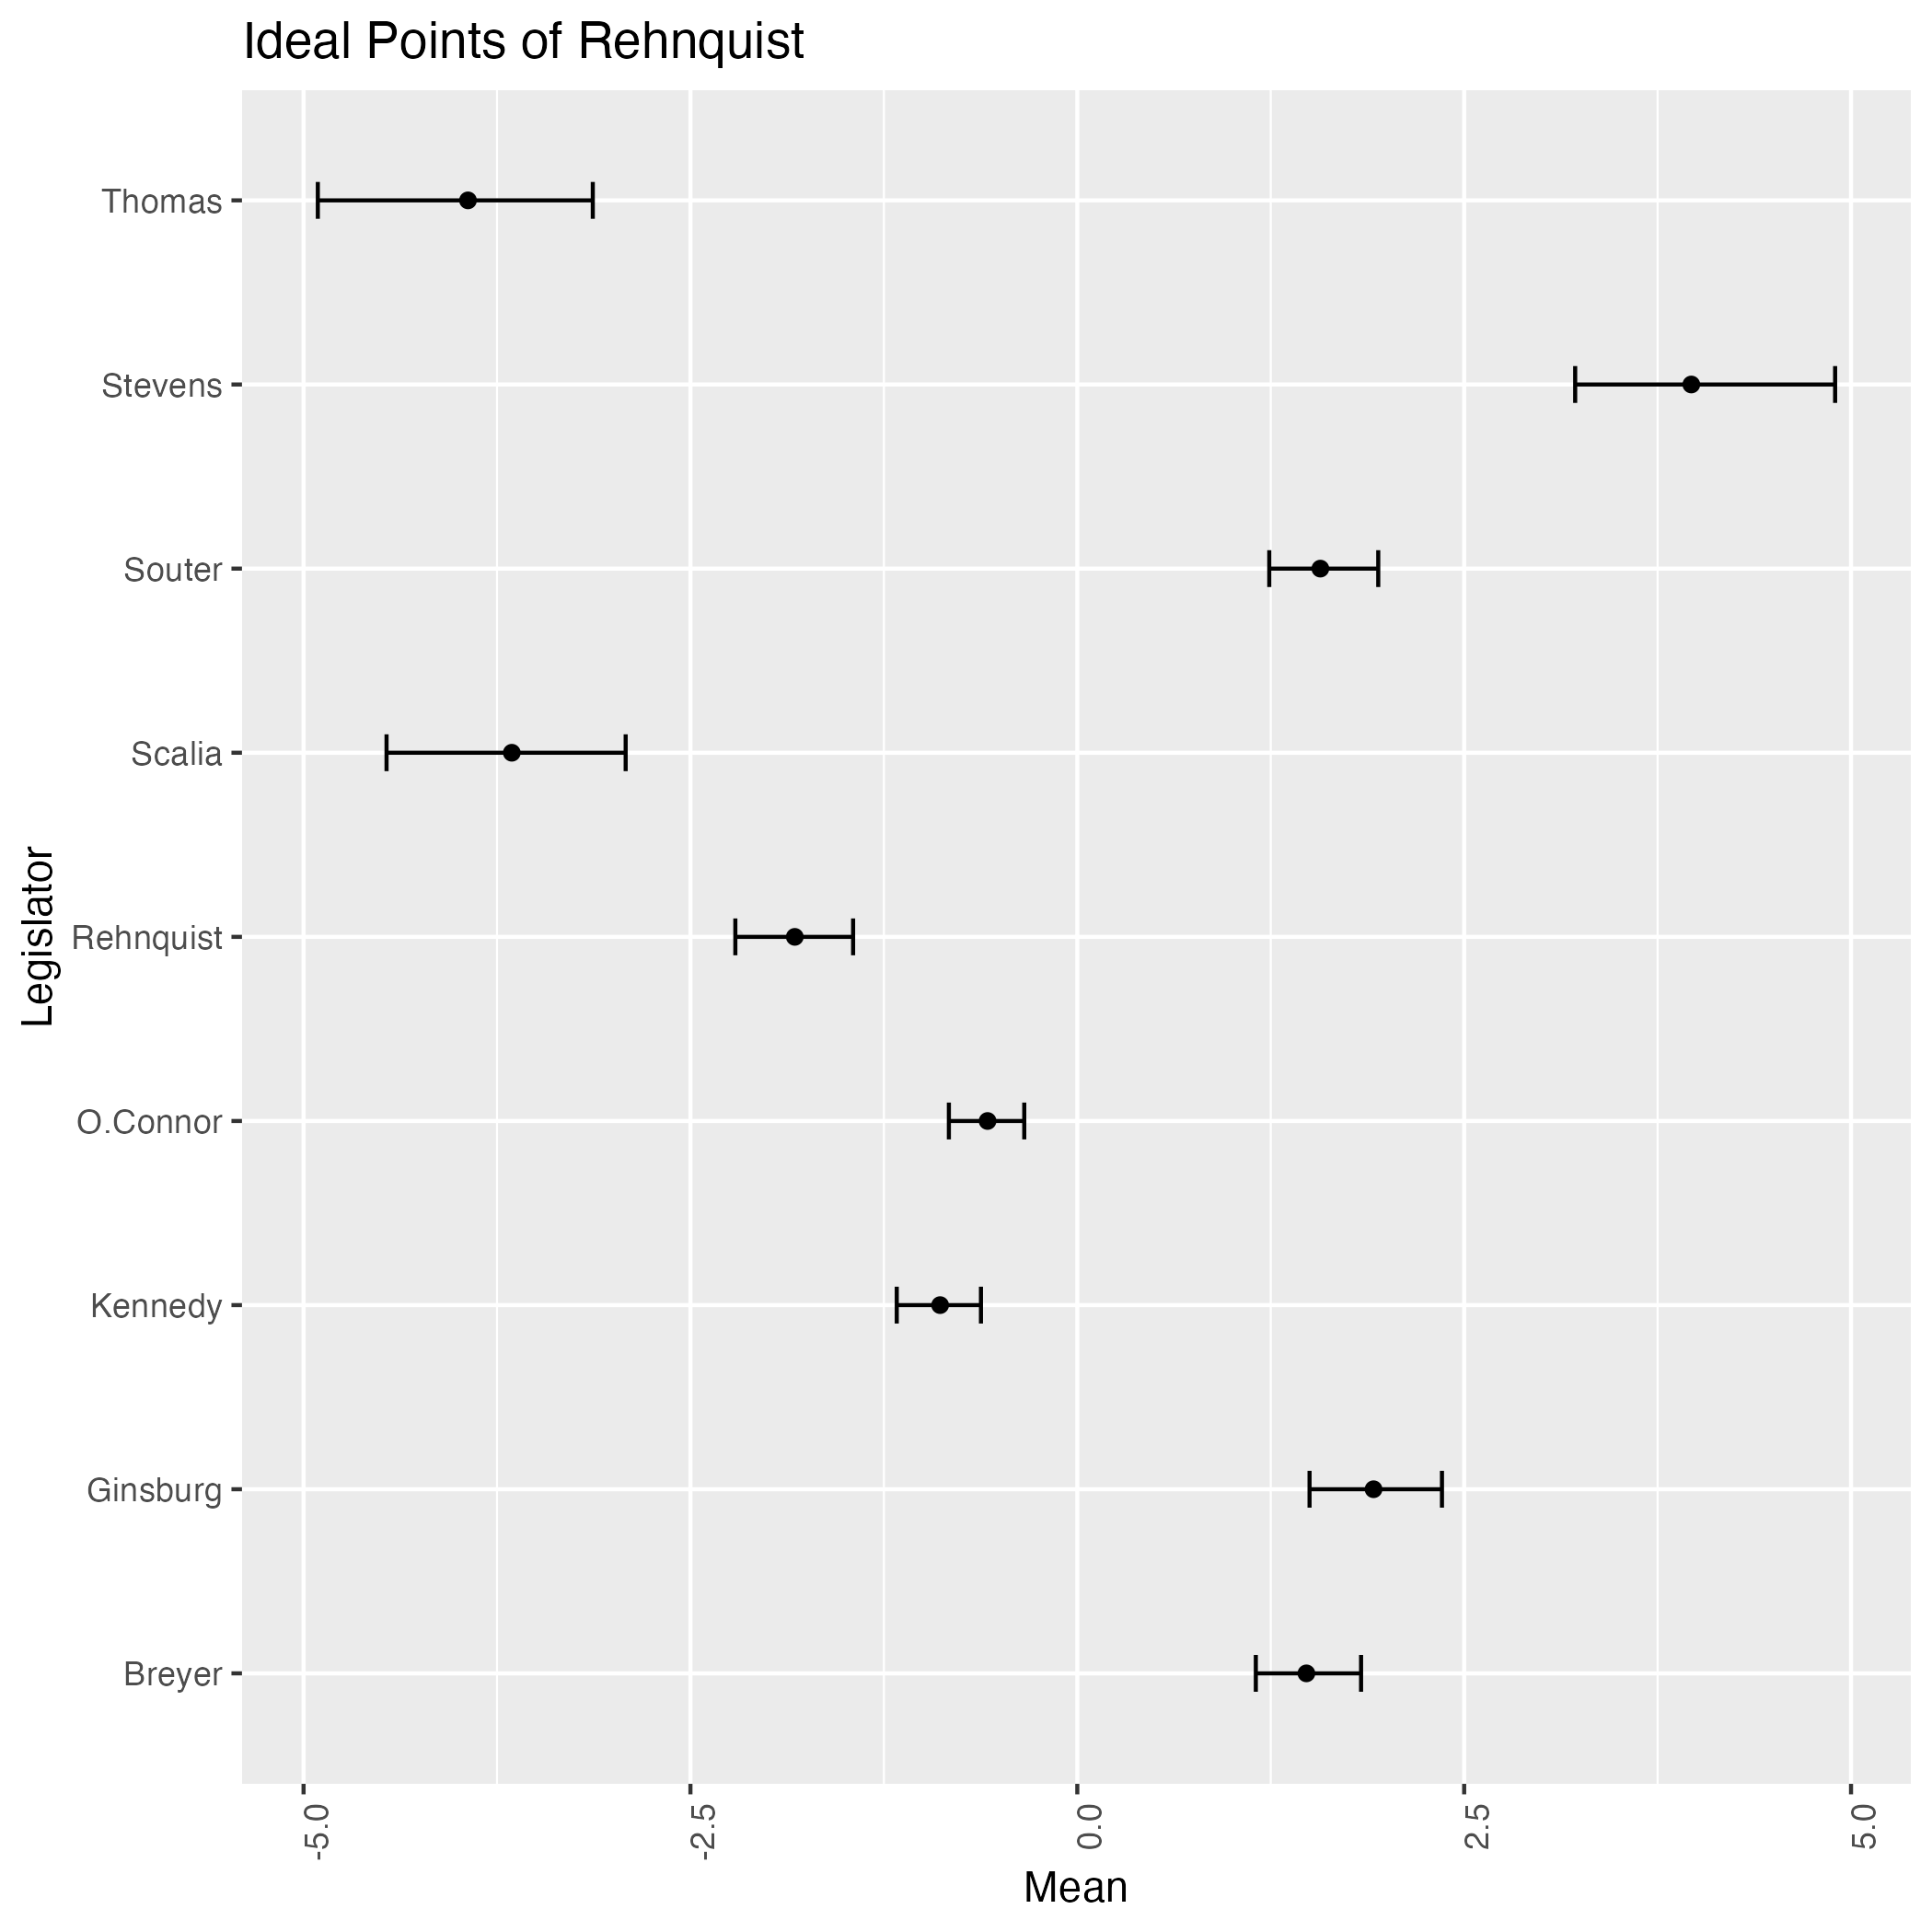 Ideal Points of Rehnquist
Thomas
Stevens
Souter
Scalia
Rehnquist
O.Connor
Kennedy
Ginsburg
Breyer
Legislator
-5.0
-2.5
0.0
2.5
5.0
Mean